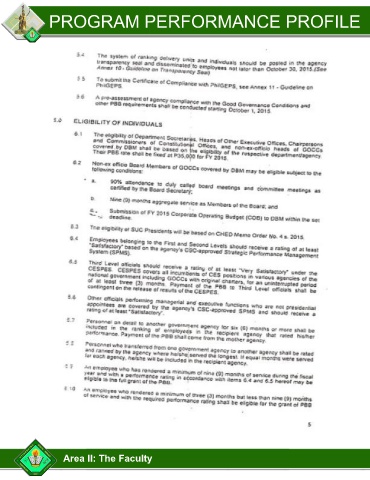 PROGRAM PERFORMANCE PROFILE
5.4 The system of ranking delivery units and individuals should be posted in the agency
transparency seal and disseminated to employees not later than October 30, 2015.(See
Annex 10 - Guideline on Transparency Seal)
5.5 To submit the Certificate of Compliance with PhilGEPS, see Annex 11 - Guideline on
PhilGEPS.
5.6 A pre-assessment of agency compliance with the Good Governance Conditions and
other PBB requirements shall be conducted starting October 1, 2015.
ELIGIBILITY OF INDIVIDUALS
6.1 The eligibility of Department Secretaries, Heads of Other Executive Offices, Chairpersons
and Commissioners of Constitutional Offices, and non-ex-officio heads of GOCCs
covered by DBM shall be based on the eligibility of the respective department/agency.
Their PBB rate shall be fixed at P35,000 for FY 2015.
6.2 Non-ex officio Board Members of GOCCs covered by DBM may be eligible subject to the
following conditions:
a. 90% attendance to duly called board meetings and committee meetings as
certified by the Board Secretary;
b. Nine (9) months aggregate service as Members of the Board; and
c. Submission of FY 2015 Corporate Operating Budget (COB) to DBM within the set
deadline.
6.3 The eligibility of SUC Presidents will be based on CHED Memo Order No. 4 s. 2015.
6.4 Employees belonging to the First and Second Levels should receive a rating of at least
"Satisfactory" based on the agency's CSC-approved Strategic Performance Management
System (SPMS).
6.5 Third Level officials should receive a rating of at least "Very Satisfactory" under the
CESPES. CESPES covers all incumbents of CES positions in various agencies of the
national government including GOCCs with original charters, for an uninterrupted period
of at least three (3) months. Payment of the PBB to Third Level officials shall be
contingent on the release of results of the CESPES.
6.6 Other officials performing managerial and executive functions who are not presidential
appointees are covered by the agency's CSC-approved SPMS and should receive a
rating of at least "Satisfactory".
6.7 Personnel on detail to another government agency for six (6) months or more shall be
included in the ranking of employees in the recipient agency that rated his/her
performance. Payment of the PBB shall come from the mother agency.
6.8 Personnel who transferred from one government agency to another agency shall be rated
and ranked by the agency where he/she served the longest. If equal months were served
for each agency, he/she will be included in the recipient agency.
6.9 An employee who has rendered a minimum of nine (9) months of service during the fiscal
year and with a performance rating in accordance with items 6.4 and 6.5 hereof may be
eligible to the full grant of the PBB.
6.10 An employee who rendered a minimum of three (3) months but less than nine (9) months
of service and with the required performance rating shall be eligible for the grant of PBB
5
Area II: The Faculty